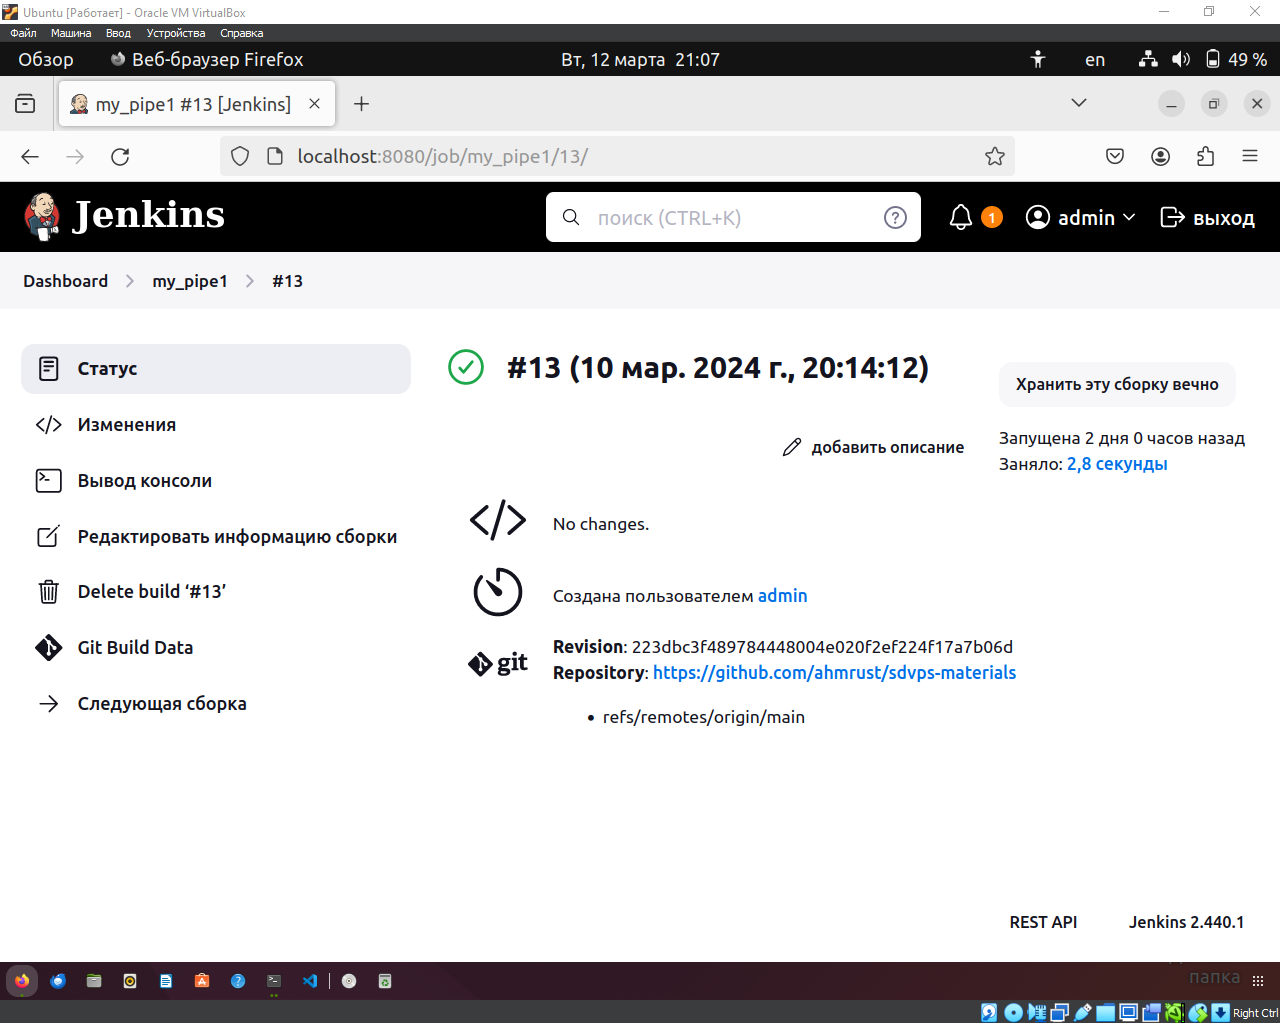 Ubuntu [Работает] - Oracle VM VirtualBox
Файл Машина Ввод Устройства Справка
Обзор Веб-браузер Firefox Вт, 12 марта 21:07 en 49 %
my_pipe1 #13 [Jenkins]
localhost:8080/job/my_pipe1/13/
Jenkins поиск (CTRL+K) 1 admin выход
Dashboard my_pipe1 #13
Статус
Изменения
Вывод консоли
Редактировать информацию сборки
Delete build ‘#13’
Git Build Data
Следующая сборка
#13 (10 мар. 2024 г., 20:14:12)
Хранить эту сборку вечно
добавить описание
Запущена 2 дня 0 часов назад
Заняло: 2,8 секунды
No changes.
Создана пользователем admin
git
Revision: 223dbc3f489784448004e020f2ef224f17a7b06d
Repository: https://github.com/ahmrust/sdvps-materials
• refs/remotes/origin/main
REST API Jenkins 2.440.1
папка
Right Ctrl